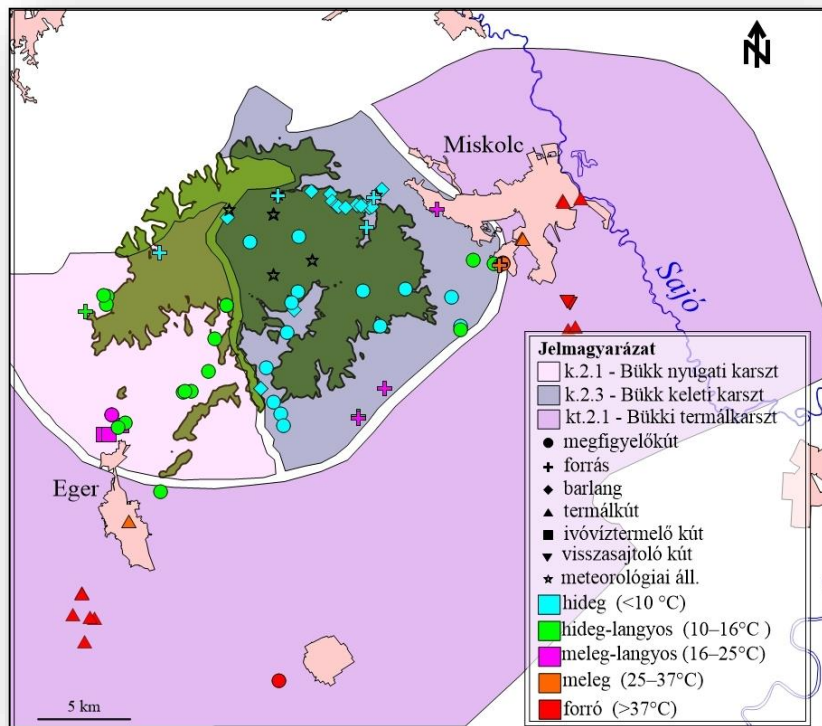 N
Miskolc
Sajó
Eger
5 km
Jelmagyarázat
k.2.1 - Bükk nyugati karszt
k.2.3 - Bükk keleti karszt
kt.2.1 - Bükki termálkarszt
megfigyelőkút
forrás
barlang
termálkút
ivóvíztermelő kút
visszasajtoló kút
meteorológiai áll.
hideg (<10 °C)
hideg-langyos (10–16°C )
meleg-langyos (16–25°C)
meleg (25–37°C)
forró (>37°C)